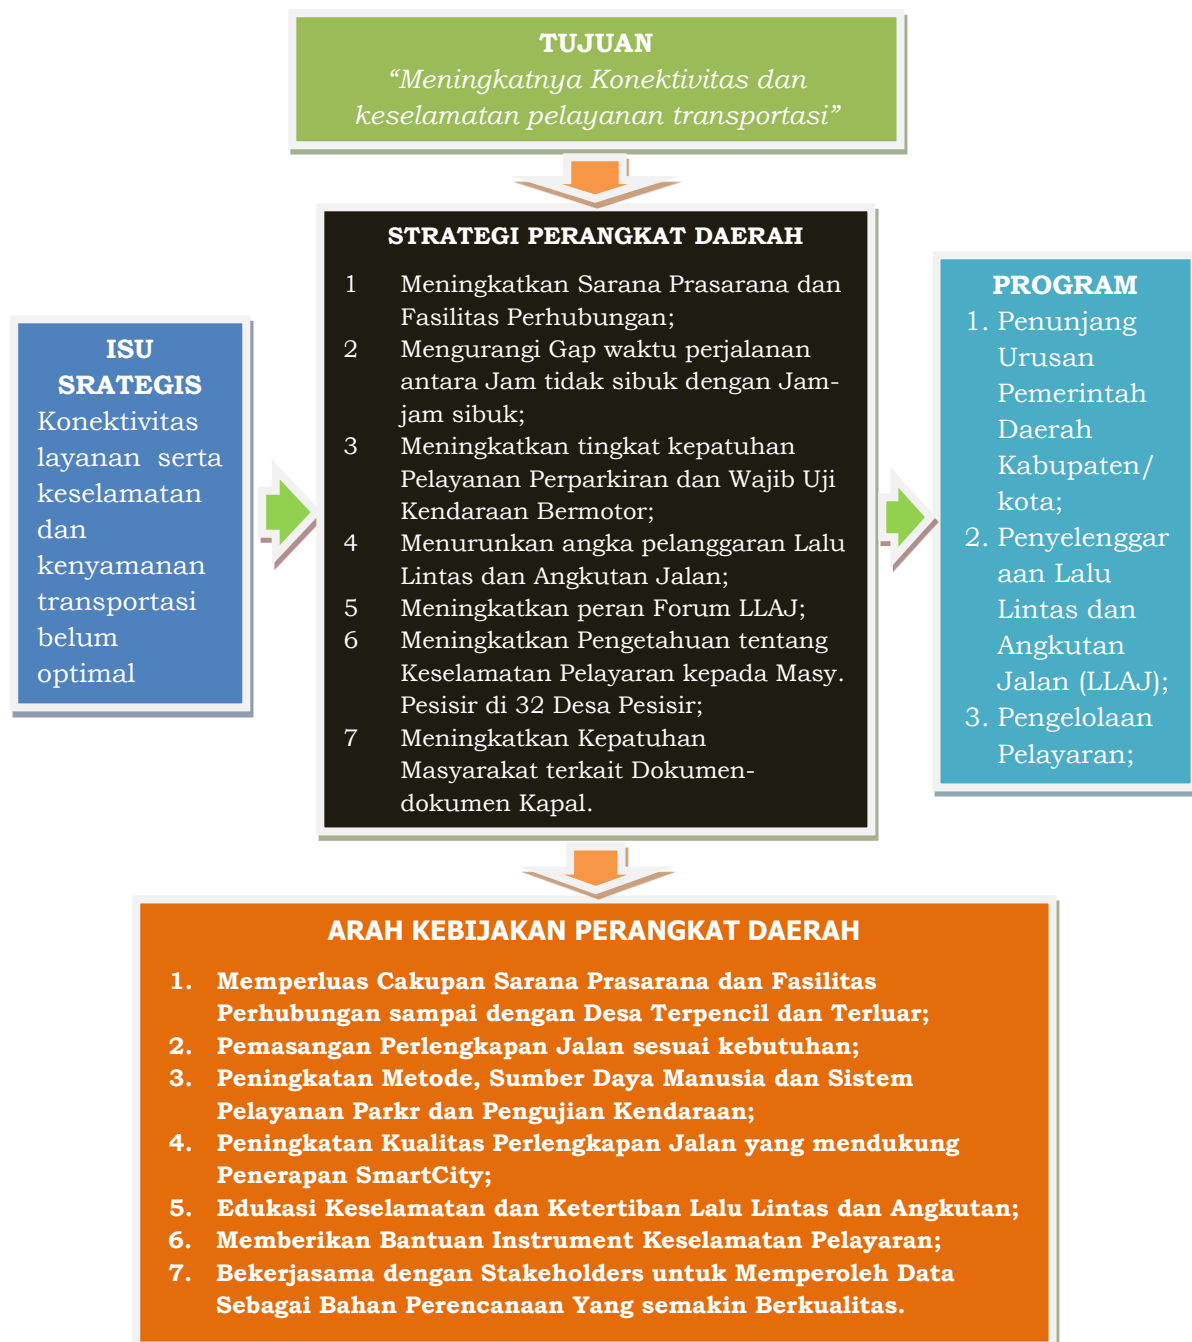 TUJUAN
“Meningkatnya Konektivitas dan
keselamatan pelayanan transportasi”
ISU
SRATEGIS
Konektivitas
layanan serta
keselamatan
dan
kenyamanan
transportasi
belum
optimal
STRATEGI PERANGKAT DAERAH
1 Meningkatkan Sarana Prasarana dan
Fasilitas Perhubungan;
2 Mengurangi Gap waktu perjalanan
antara Jam tidak sibuk dengan Jam-
jam sibuk;
3 Meningkatkan tingkat kepatuhan
Pelayanan Perparkiran dan Wajib Uji
Kendaraan Bermotor;
4 Menurunkan angka pelanggaran Lalu
Lintas dan Angkutan Jalan;
5 Meningkatkan peran Forum LLAJ;
6 Meningkatkan Pengetahuan tentang
Keselamatan Pelayaran kepada Masy.
Pesisir di 32 Desa Pesisir;
7 Meningkatkan Kepatuhan
Masyarakat terkait Dokumen-
dokumen Kapal.
PROGRAM
1. Penunjang
Urusan
Pemerintah
Daerah
Kabupaten/
kota;
2. Penyelenggar
aan Lalu
Lintas dan
Angkutan
Jalan (LLAJ);
3. Pengelolaan
Pelayaran;
ARAH KEBIJAKAN PERANGKAT DAERAH
1. Memperluas Cakupan Sarana Prasarana dan Fasilitas
Perhubungan sampai dengan Desa Terpencil dan Terluar;
2. Pemasangan Perlengkapan Jalan sesuai kebutuhan;
3. Peningkatan Metode, Sumber Daya Manusia dan Sistem
Pelayanan Parkr dan Pengujian Kendaraan;
4. Peningkatan Kualitas Perlengkapan Jalan yang mendukung
Penerapan SmartCity;
5. Edukasi Keselamatan dan Ketertiban Lalu Lintas dan Angkutan;
6. Memberikan Bantuan Instrument Keselamatan Pelayaran;
7. Bekerjasama dengan Stakeholders untuk Memperoleh Data
Sebagai Bahan Perencanaan Yang semakin Berkualitas.